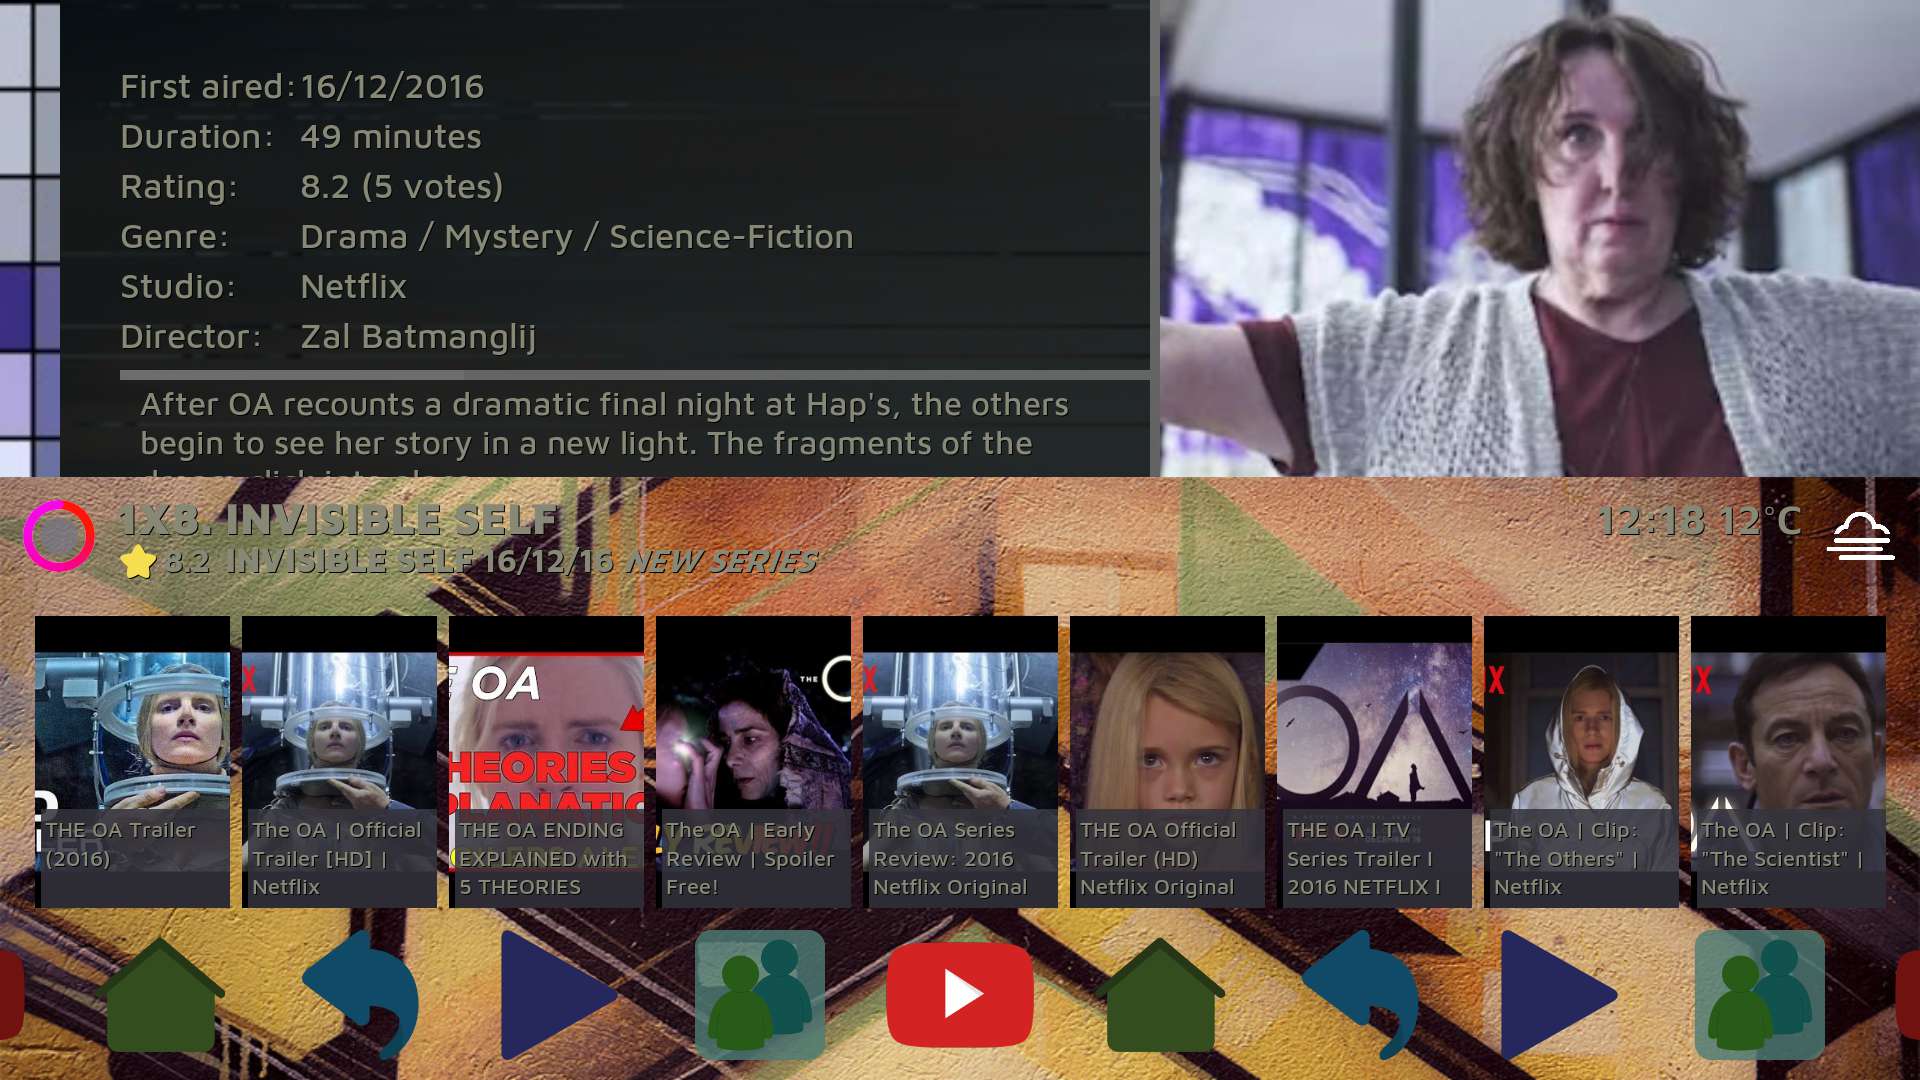 First aired: 16/12/2016
Duration: 49 minutes
Rating: 8.2 (5 votes)
Genre: Drama / Mystery / Science-Fiction
Studio: Netflix
Director: Zal Batmanglij
After OA recounts a dramatic final night at Hap's, the others
begin to see her story in a new light. The fragments of the
1X8. INVISIBLE SELF
12:18 12°C
8.2 INVISIBLE SELF 16/12/16 NEW SERIES
X
OA
HEORIES
PLANATIO
THE O
X
OA
X
X
THE OA Trailer
(2016)
The OA | Official
Trailer [HD] |
Netflix
THE OA ENDING
EXPLAINED with
5 THEORIES
The OA | Early
Review | Spoiler
Free!
The OA Series
Review: 2016
Netflix Original
THE OA Official
Trailer (HD)
Netflix Original
THE OA | TV
Series Trailer I
2016 NETFLIX I
The OA | Clip:
"The Others" |
Netflix
The OA | Clip:
"The Scientist" |
Netflix